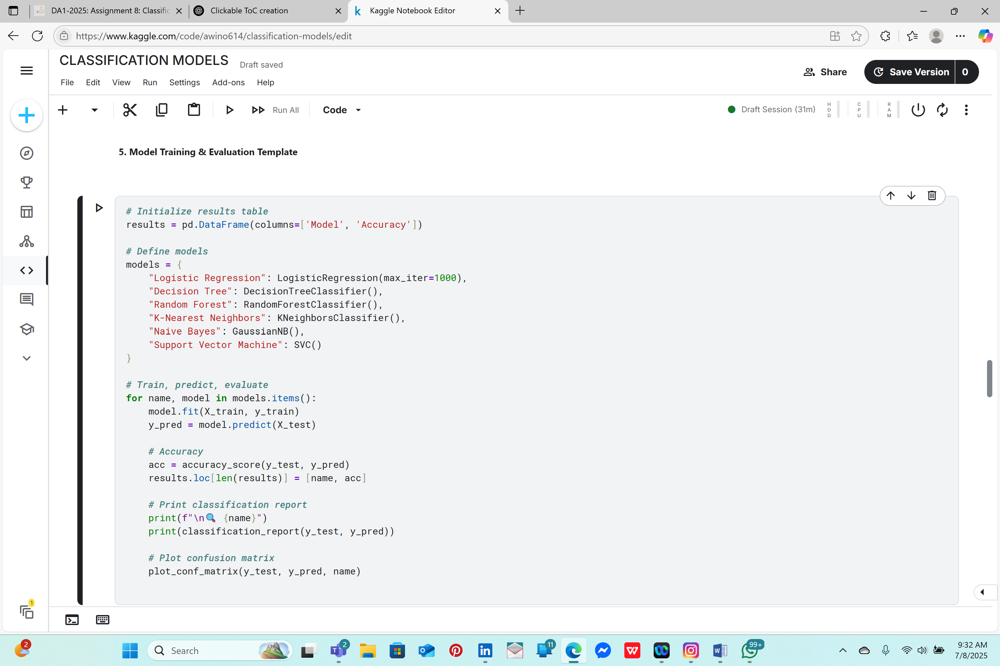 DA1-2025: Assignment 8: Classific
Clickable ToC creation
Kaggle Notebook Editor
https://www.kaggle.com/code/awino614/classification-models/edit
CLASSIFICATION MODELS
Draft saved
File Edit View Run Settings Add-ons Help
Share
Save Version
0
Run All
Code
Draft Session (31m)
HDD
CPU
RAM
5. Model Training & Evaluation Template
# Initialize results table
results = pd.DataFrame(columns=['Model', 'Accuracy'])
# Define models
models = {
"Logistic Regression": LogisticRegression(max_iter=1000),
"Decision Tree": DecisionTreeClassifier(),
"Random Forest": RandomForestClassifier(),
"K-Nearest Neighbors": KNeighborsClassifier(),
"Naive Bayes": GaussianNB(),
"Support Vector Machine": SVC()
}
# Train, predict, evaluate
for name, model in models.items():
model.fit(X_train, y_train)
y_pred = model.predict(X_test)
# Accuracy
acc = accuracy_score(y_test, y_pred)
results.loc[len(results)] = [name, acc]
# Print classification report
print(f"\n🔍 {name}")
print(classification_report(y_test, y_pred))
# Plot confusion matrix
plot_conf_matrix(y_test, y_pred, name)
1
2
Search
2
11
99+
9:32 AM
7/8/2025